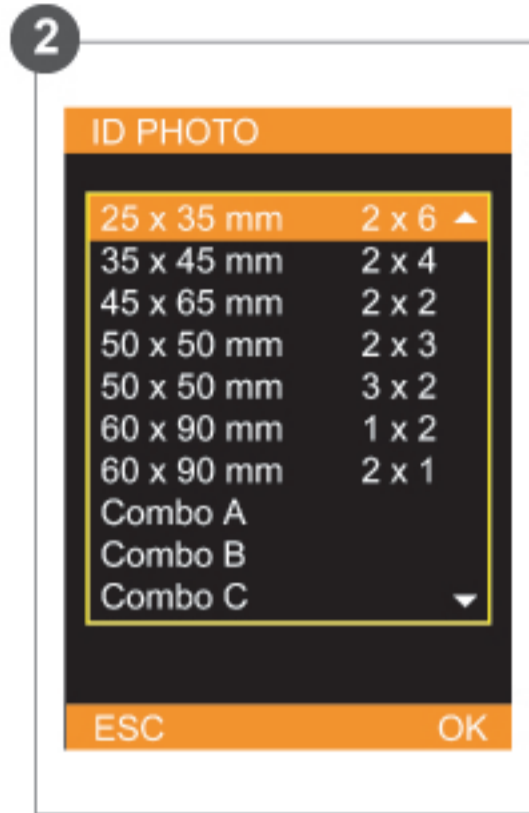 2
ID PHOTO
25 x 35 mm 2 x 6
35 x 45 mm 2 x 4
45 x 65 mm 2 x 2
50 x 50 mm 2 x 3
50 x 50 mm 3 x 2
60 x 90 mm 1 x 2
60 x 90 mm 2 x 1
Combo A
Combo B
Combo C
ESC OK